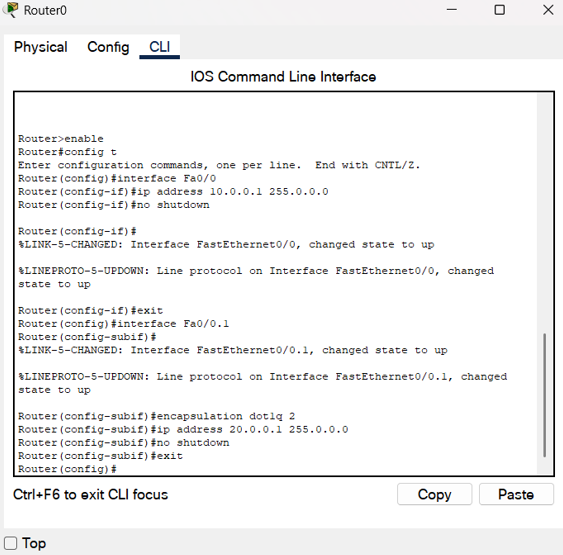 Router0
Physical Config CLI
IOS Command Line Interface
Router>enable
Router#config t
Enter configuration commands, one per line.  End with CNTL/Z.
Router(config)#interface Fa0/0
Router(config-if)#ip address 10.0.0.1 255.0.0.0
Router(config-if)#no shutdown
Router(config-if)#
%LINK-5-CHANGED: Interface FastEthernet0/0, changed state to up
%LINEPROTO-5-UPDOWN: Line protocol on Interface FastEthernet0/0, changed
state to up
Router(config-if)#exit
Router(config)#interface Fa0/0.1
Router(config-subif)#
%LINK-5-CHANGED: Interface FastEthernet0/0.1, changed state to up
%LINEPROTO-5-UPDOWN: Line protocol on Interface FastEthernet0/0.1, changed
state to up
Router(config-subif)#encapsulation dot1q 2
Router(config-subif)#ip address 20.0.0.1 255.0.0.0
Router(config-subif)#no shutdown
Router(config-subif)#exit
Router(config)#
Ctrl+F6 to exit CLI focus
Copy Paste
Top